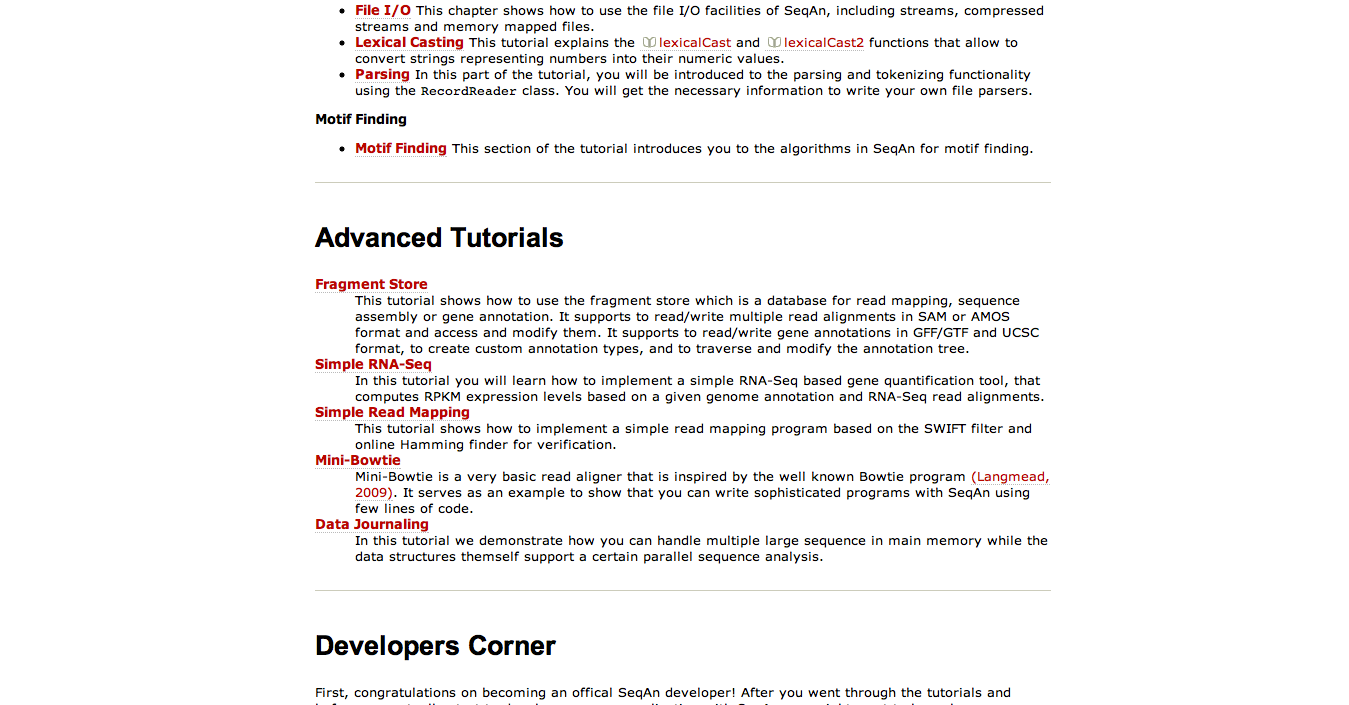 • File I/O This chapter shows how to use the file I/O facilities of SeqAn, including streams, compressed
streams and memory mapped files.
• Lexical Casting This tutorial explains the lexicalCast and lexicalCast2 functions that allow to
convert strings representing numbers into their numeric values.
• Parsing In this part of the tutorial, you will be introduced to the parsing and tokenizing functionality
using the RecordReader class. You will get the necessary information to write your own file parsers.
Motif Finding
• Motif Finding This section of the tutorial introduces you to the algorithms in SeqAn for motif finding.
Advanced Tutorials
Fragment Store
This tutorial shows how to use the fragment store which is a database for read mapping, sequence
assembly or gene annotation. It supports to read/write multiple read alignments in SAM or AMOS
format and access and modify them. It supports to read/write gene annotations in GFF/GTF and UCSC
format, to create custom annotation types, and to traverse and modify the annotation tree.
Simple RNA-Seq
In this tutorial you will learn how to implement a simple RNA-Seq based gene quantification tool, that
computes RPKM expression levels based on a given genome annotation and RNA-Seq read alignments.
Simple Read Mapping
This tutorial shows how to implement a simple read mapping program based on the SWIFT filter and
online Hamming finder for verification.
Mini-Bowtie
Mini-Bowtie is a very basic read aligner that is inspired by the well known Bowtie program (Langmead,
2009). It serves as an example to show that you can write sophisticated programs with SeqAn using
few lines of code.
Data Journaling
In this tutorial we demonstrate how you can handle multiple large sequence in main memory while the
data structures themself support a certain parallel sequence analysis.
Developers Corner
First, congratulations on becoming an offical SeqAn developer! After you went through the tutorials and